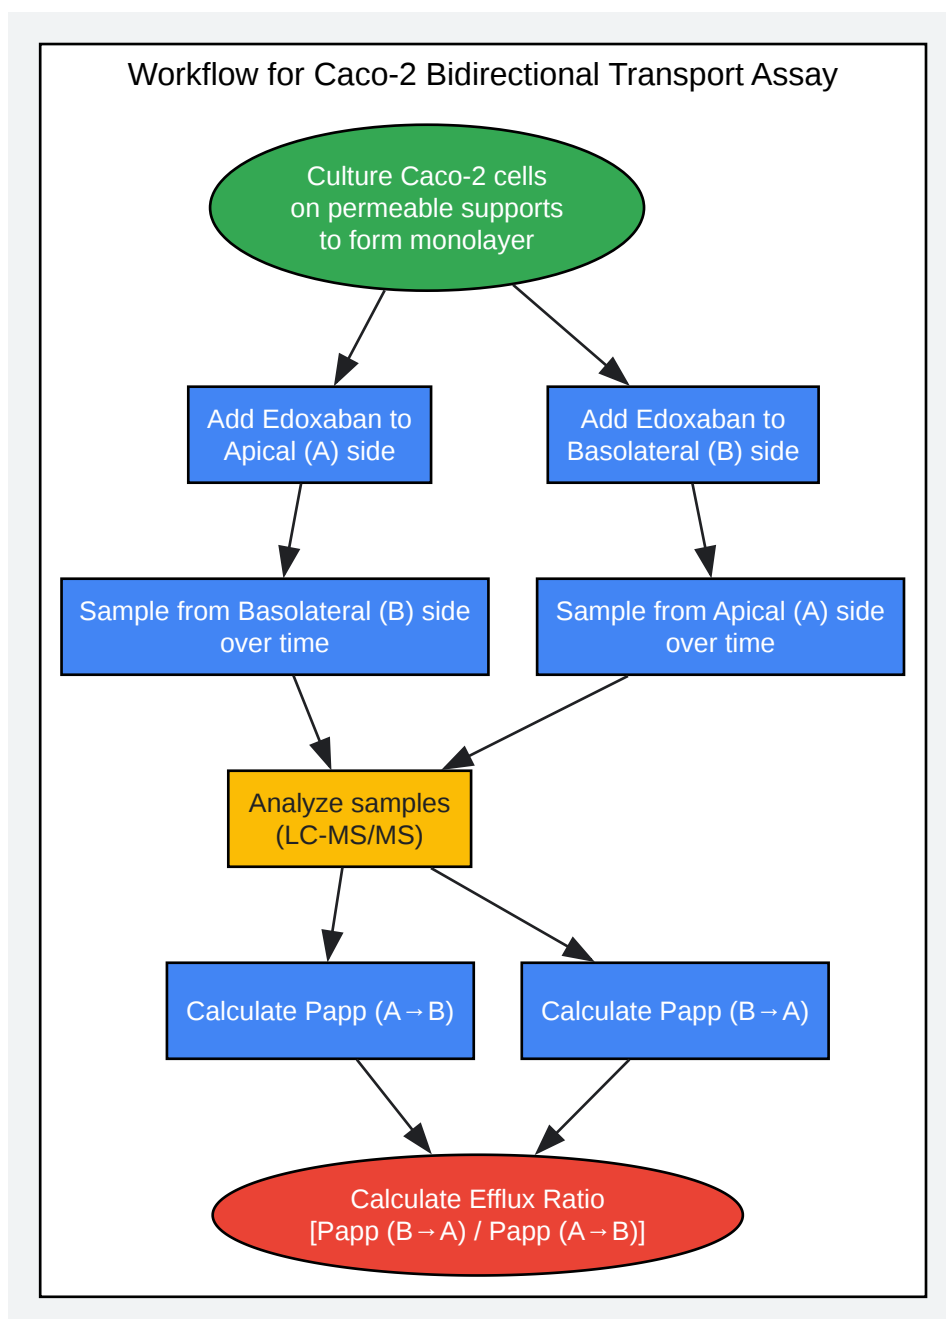 Workflow for Caco-2 Bidirectional Transport Assay
Culture Caco-2 cells
on permeable supports
to form monolayer
Add Edoxaban to
Apical (A) side
Add Edoxaban to
Basolateral (B) side
Sample from Basolateral (B) side
over time
Sample from Apical (A) side
over time
Analyze samples
(LC-MS/MS)
Calculate Papp (A→B)
Calculate Papp (B→A)
Calculate Efflux Ratio
[Papp (B→A) / Papp (A→B)]